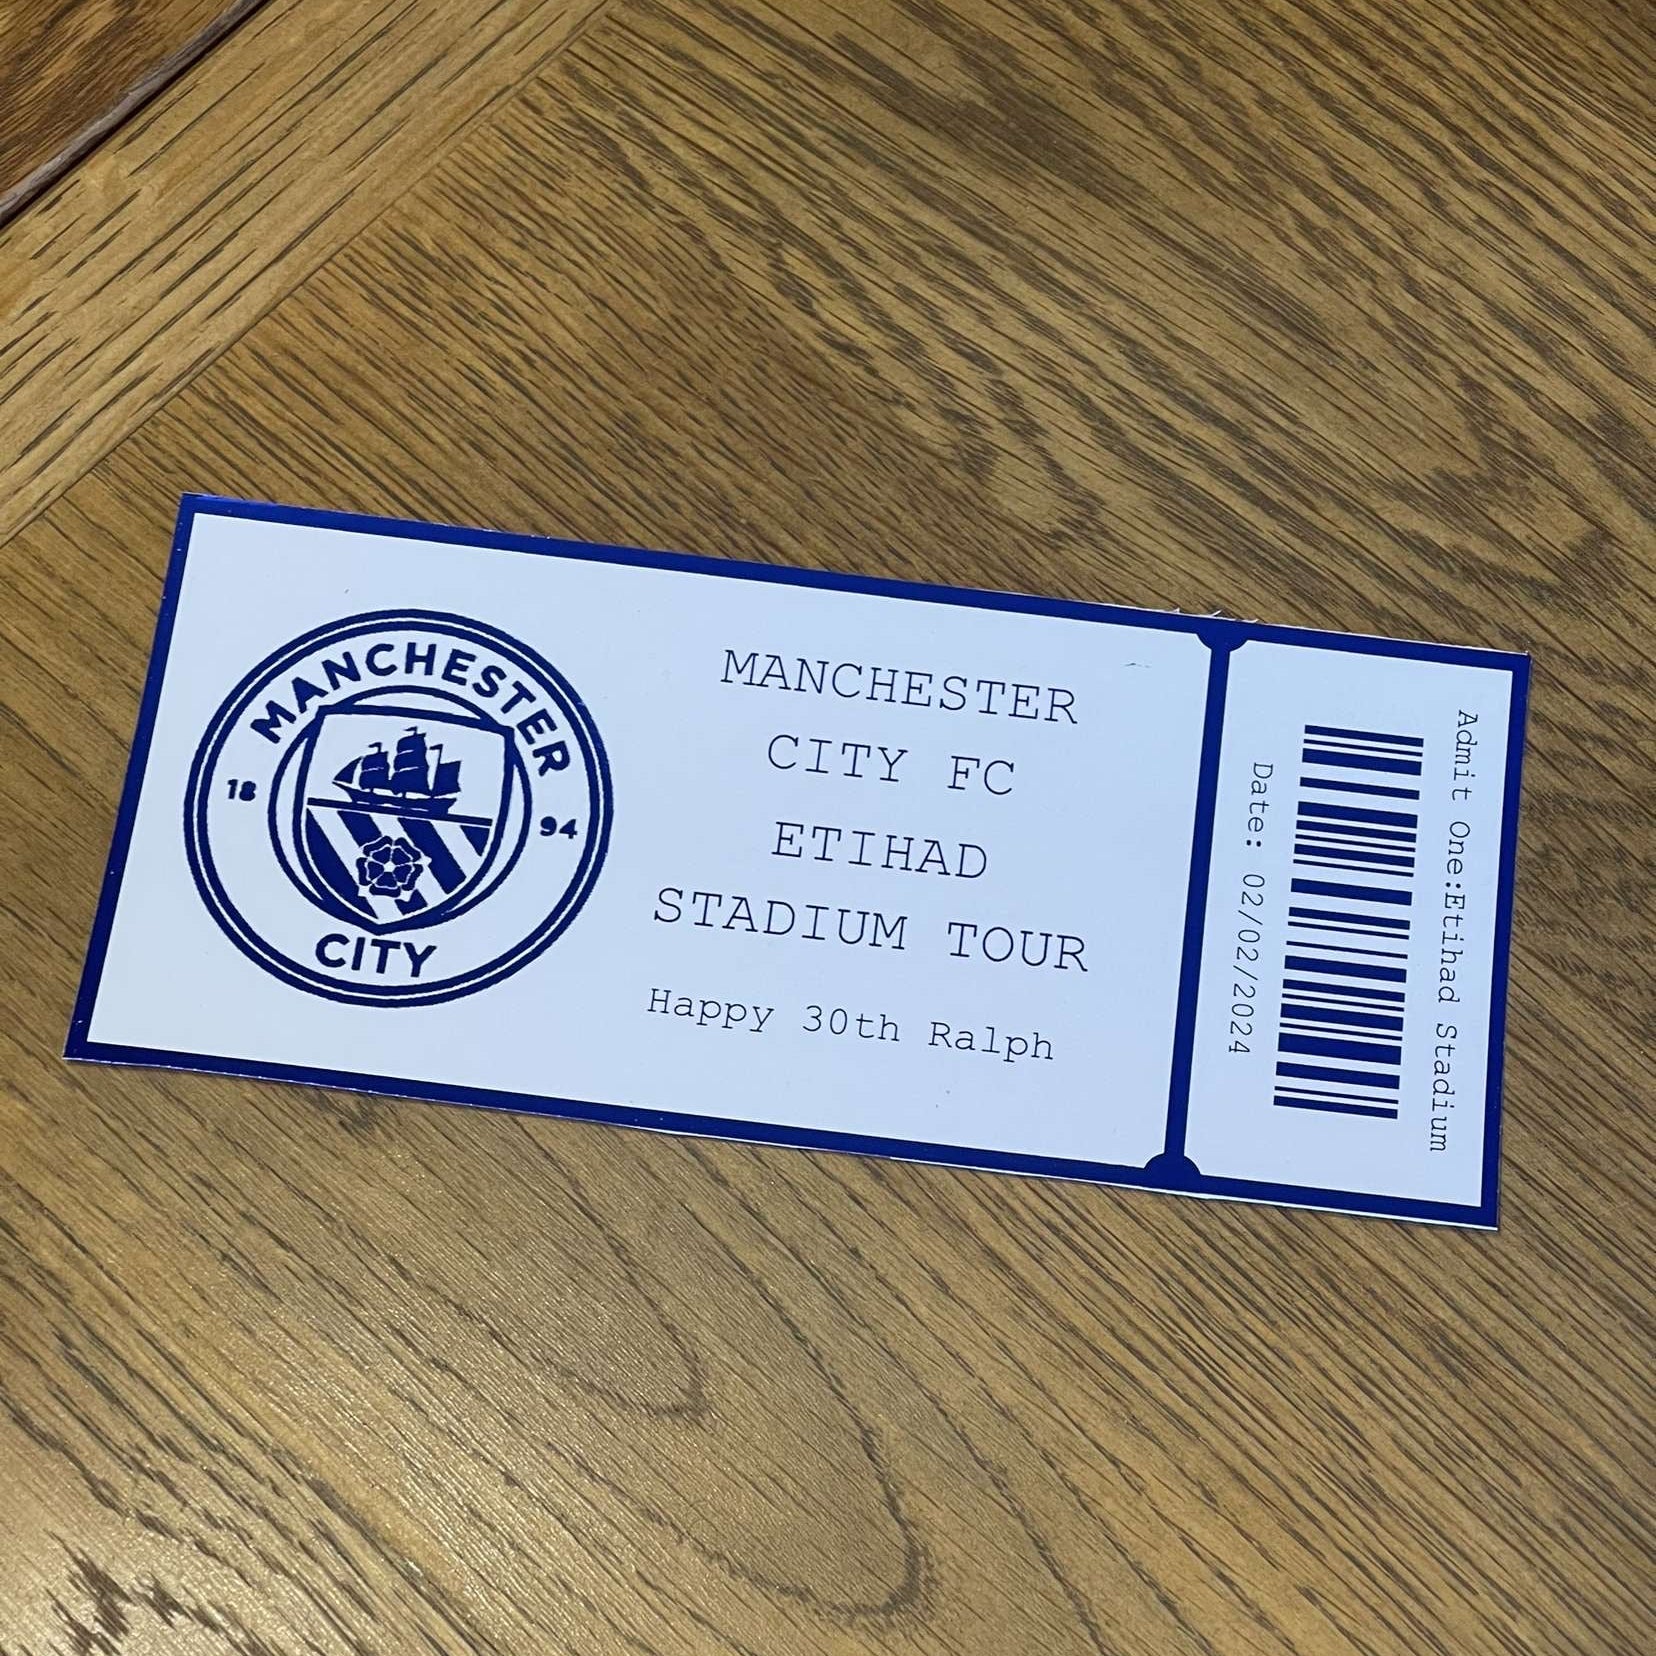 MANCHESTER
18 94
CITY
MANCHESTER
CITY FC
ETIHAD
STADIUM TOUR
Happy 30th Ralph
Admit One:Etihad Stadium
Date: 02/02/2024